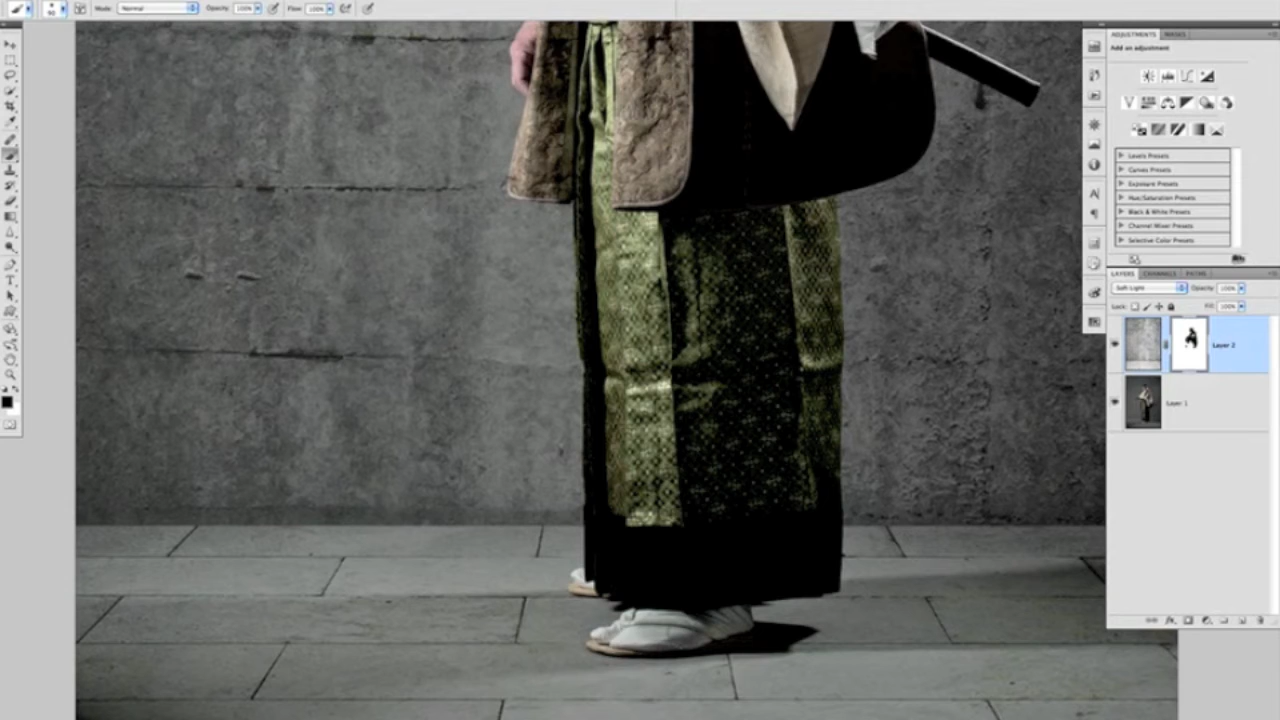 Mode: Normal Opacity: 100% Flow: 100%
ADJUSTMENTS MASKS
Add an adjustment
Levels Presets
Curves Presets
Exposure Presets
Hue/Saturation Presets
Black & White Presets
Channel Mixer Presets
Selective Color Presets
LAYERS CHANNELS PATHS
Soft Light Opacity: 100%
Lock: Fill: 100%
Layer 2
Layer 1